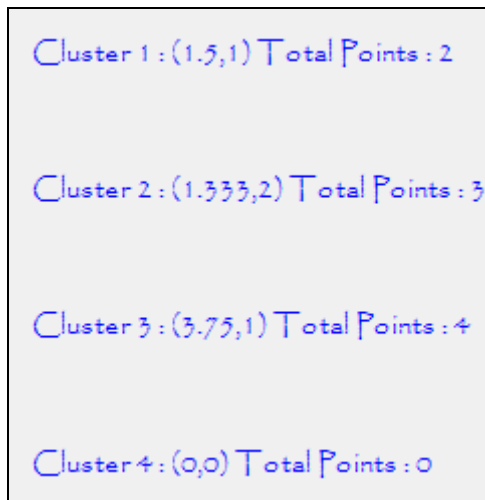 Cluster 1 : (1.5,1) Total Points : 2
Cluster 2 : (1.333,2) Total Points : 3
Cluster 3 : (3.75,1) Total Points : 4
Cluster 4 : (0,0) Total Points : 0